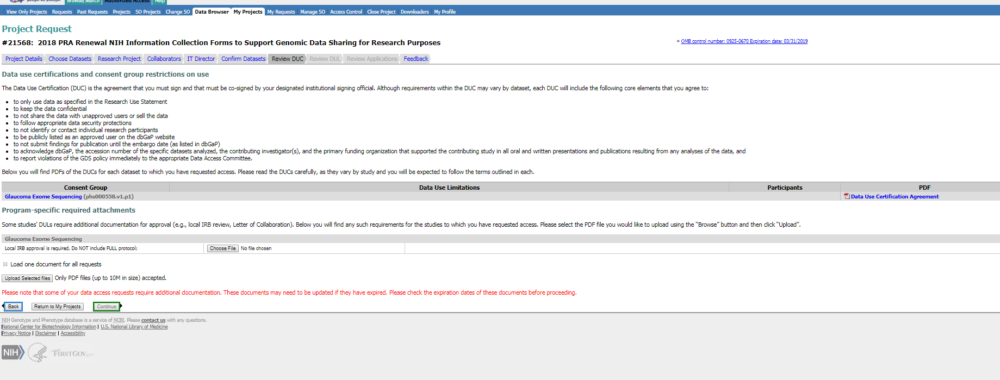 genotypes and phenotypes
Browse/Search Authorized Access Help
View Only Projects Requests Past Requests Projects SO Projects Change SO Data Browser My Projects My Requests Manage SO Access Control Close Project Downloaders My Profile
Project Request
#21568: 2018 PRA Renewal NIH Information Collection Forms to Support Genomic Data Sharing for Research Purposes
+ OMB control number: 0925-0670 Expiration date: 03/31/2019
Project Details Choose Datasets Research Project Collaborators IT Director Confirm Datasets Review DUC Review DUL Review Applications Feedback
Data use certifications and consent group restrictions on use
The Data Use Certification (DUC) is the agreement that you must sign and that must be co-signed by your designated institutional signing official. Although requirements within the DUC may vary by dataset, each DUC will include the following core elements that you agree to:
• to only use data as specified in the Research Use Statement
• to keep the data confidential
• to not share the data with unapproved users or sell the data
• to follow appropriate data security protections
• to not identify or contact individual research participants
• to be publicly listed as an approved user on the dbGaP website
• to not submit findings for publication until the embargo date (as listed in dbGaP)
• to acknowledge dbGaP, the accession number of the specific datasets analyzed, the contributing investigator(s), and the primary funding organization that supported the contributing study in all oral and written presentations and publications resulting from any analyses of the data, and
• to report violations of the GDS policy immediately to the appropriate Data Access Committee.
Below you will find PDFs of the DUCs for each dataset to which you have requested access. Please read the DUCs carefully, as they vary by study and you will be expected to follow the terms outlined in each.
Consent Group Data Use Limitations Participants PDF
Glaucoma Exome Sequencing (phs000558.v1.p1) Data Use Certification Agreement
Program-specific required attachments
Some studies' DULs require additional documentation for approval (e.g., local IRB review, Letter of Collaboration). Below you will find any such requirements for the studies to which you have requested access. Please select the PDF file you would like to upload using the "Browse" button and then click "Upload".
Glaucoma Exome Sequencing
Local IRB approval is required, Do NOT include FULL protocol; Choose File No file chosen
Load one document for all requests
Upload Selected files Only PDF files (up to 10M in size) accepted.
Please note that some of your data access requests require additional documentation. These documents may need to be updated if they have expired. Please check the expiration dates of these documents before proceeding.
Back Return to My Projects Continue
NIH Genotype and Phenotype database is a service of NCBI. Please contact us with any questions.
National Center for Biotechnology Information | U.S. National Library of Medicine
Privacy Notice | Disclaimer | Accessibility
NIH FIRSTGOV.gov